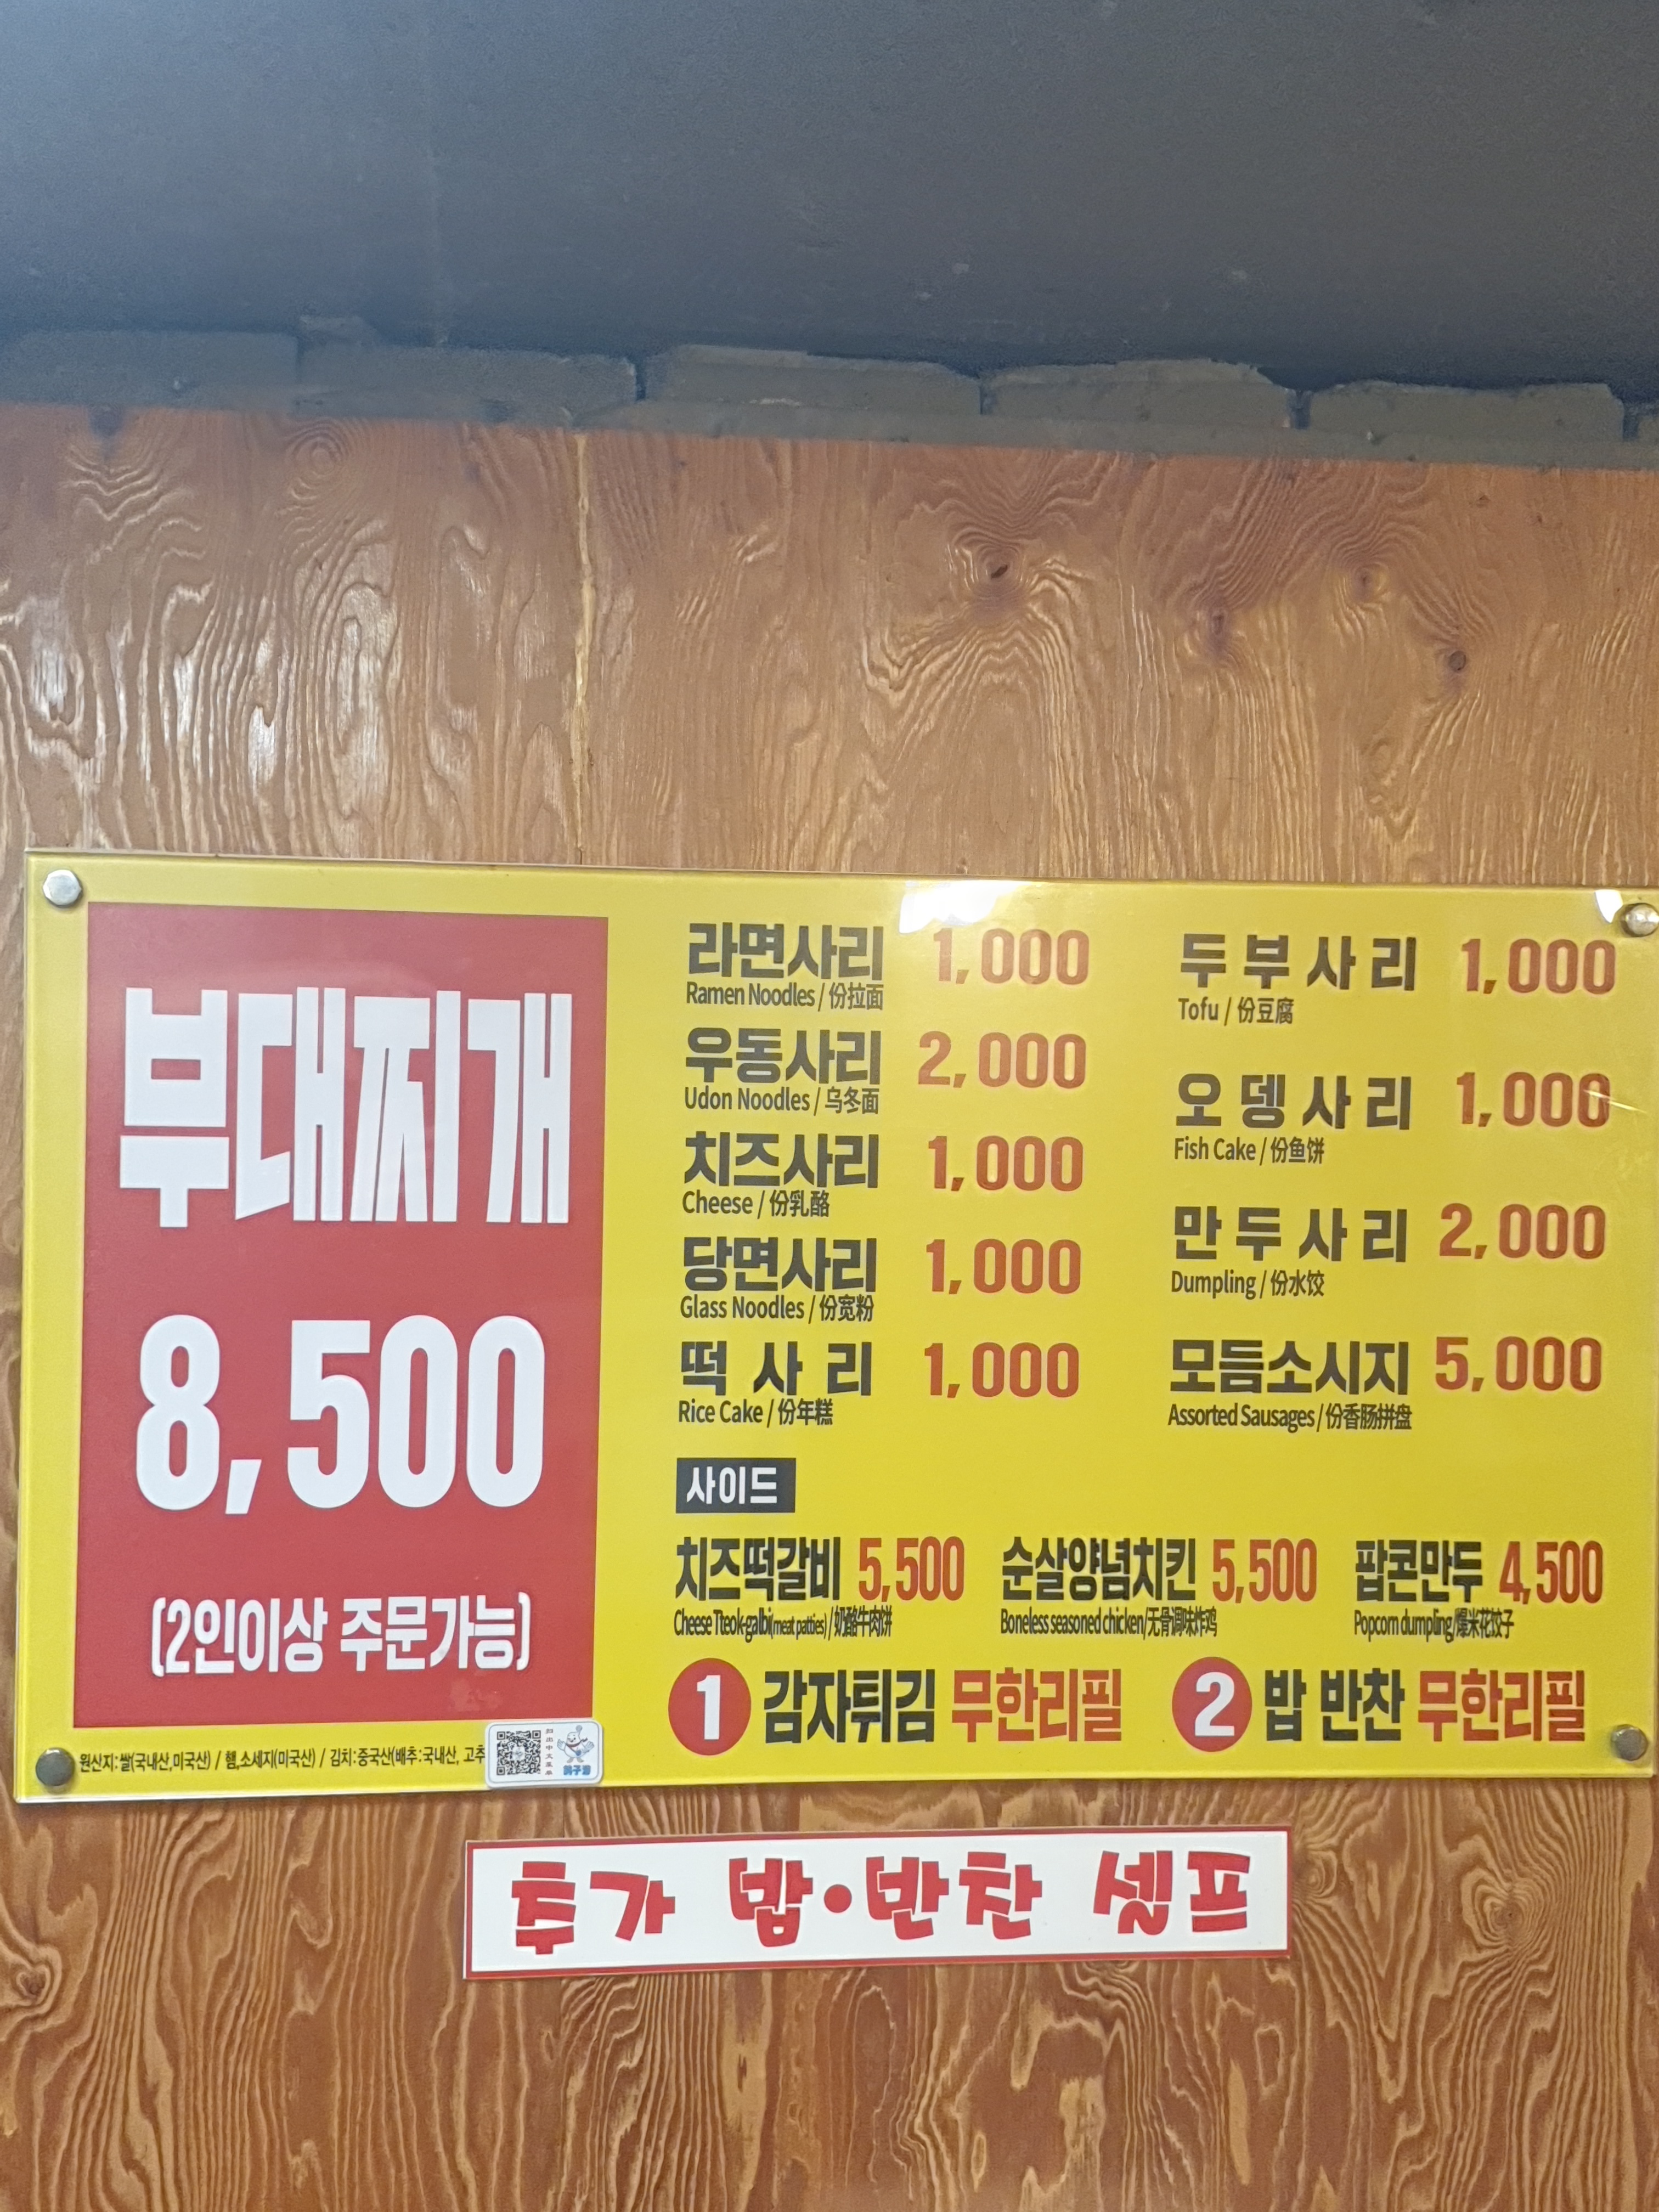 부대찌개
8,500
(2인이상 주문가능)
라면사리 1,000
Ramen Noodles / 份拉面
우동사리 2,000
Udon Noodles / 乌冬面
치즈사리 1,000
Cheese / 份乳酪
당면사리 1,000
Glass Noodles / 份宽粉
떡 사 리 1,000
Rice Cake / 份年糕
두 부 사 리 1,000
Tofu / 份豆腐
오 뎅 사 리 1,000
Fish Cake / 份鱼饼
만 두 사 리 2,000
Dumpling / 份水饺
모듬소시지 5,000
Assorted Sausages / 份香肠拼盘
사이드
치즈떡갈비 5,500
Cheese Tteok-galbi(meat patties) / 奶酪牛肉饼
순살양념치킨 5,500
Boneless seasoned chicken/无骨调味炸鸡
팝콘만두 4,500
Popcorn dumpling/爆米花饺子
1 감자튀김 무한리필
2 밥 반찬 무한리필
원산지:쌀(국내산,미국산) / 햄,소세지(미국산) / 김치:중국산(배추:국내산, 고추
추가 밥·반찬 셀프